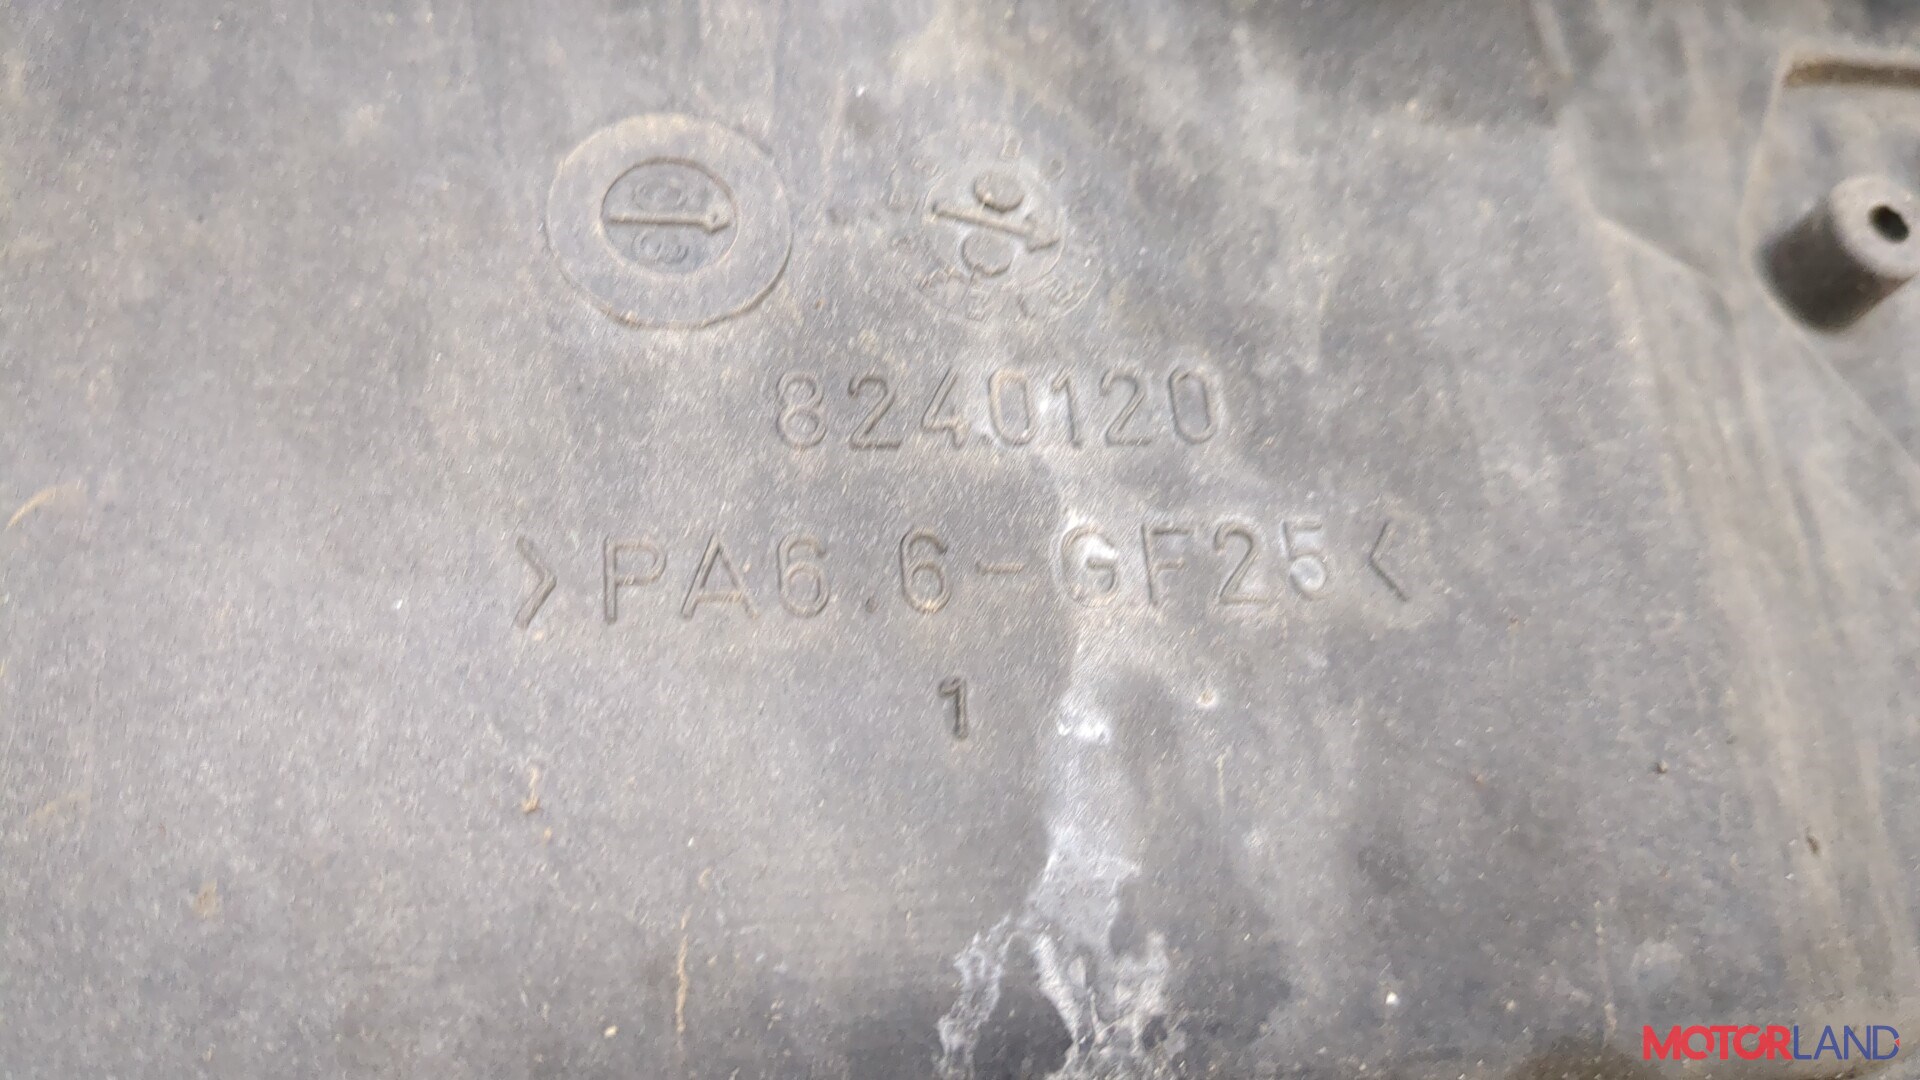 8240120
>PA6.6-GF25<
1
MOTORLAND